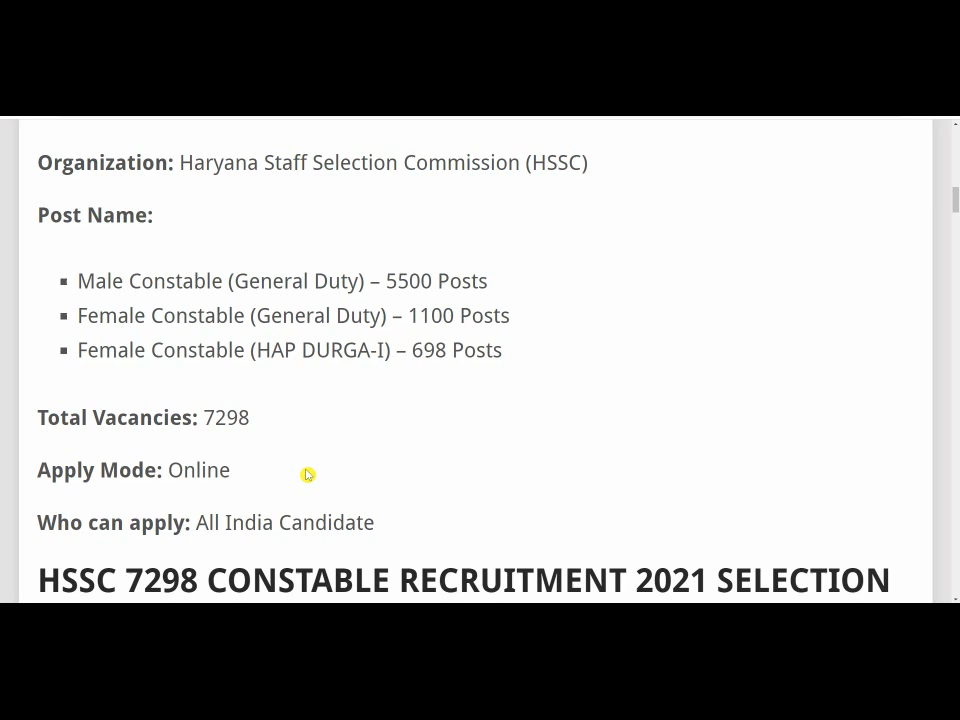 Organization: Haryana Staff Selection Commission (HSSC)
Post Name:
▪ Male Constable (General Duty) – 5500 Posts
▪ Female Constable (General Duty) – 1100 Posts
▪ Female Constable (HAP DURGA-I) – 698 Posts
Total Vacancies: 7298
Apply Mode: Online
Who can apply: All India Candidate
HSSC 7298 CONSTABLE RECRUITMENT 2021 SELECTION